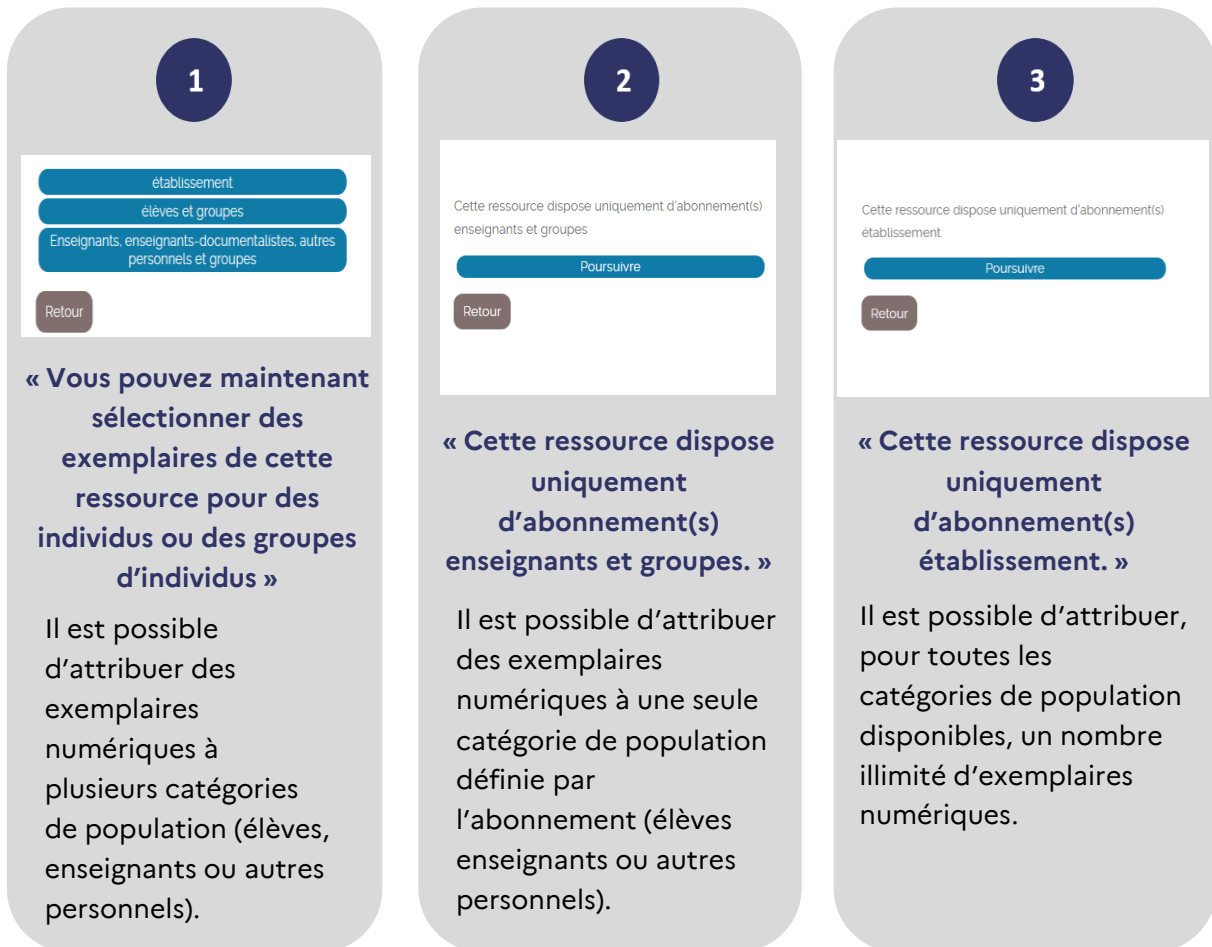 1
établissement
élèves et groupes
Enseignants, enseignants-documentalistes, autres
personnels et groupes
Retour
« Vous pouvez maintenant
sélectionner des
exemplaires de cette
ressource pour des
individus ou des groupes
d’individus »
Il est possible
d’attribuer des
exemplaires
numériques à
plusieurs catégories
de population (élèves,
enseignants ou autres
personnels).
2
Cette ressource dispose uniquement d'abonnement(s)
enseignants et groupes
Poursuivre
Retour
« Cette ressource dispose
uniquement
d’abonnement(s)
enseignants et groupes. »
Il est possible d’attribuer
des exemplaires
numériques à une seule
catégorie de population
définie par
l’abonnement (élèves
enseignants ou autres
personnels).
3
Cette ressource dispose uniquement d'abonnement(s)
établissement.
Poursuivre
Retour
« Cette ressource dispose
uniquement
d’abonnement(s)
établissement. »
Il est possible d’attribuer,
pour toutes les
catégories de population
disponibles, un nombre
illimité d’exemplaires
numériques.